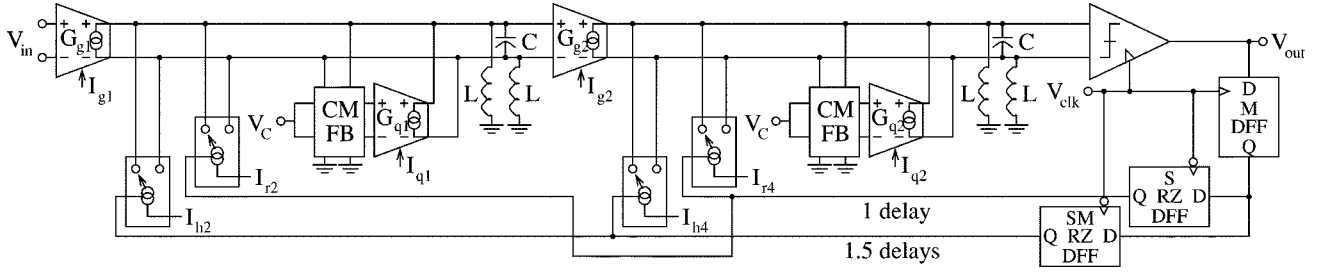 V_in
+ +
G_g1
− −
I_g1
I_h2
I_r2
V_C
CM
FB
+ +
G_q1
− −
I_q1
L
L
C
+ +
G_g2
− −
I_g2
I_h4
I_r4
V_C
CM
FB
+ +
G_q2
− −
I_q2
L
L
C
V_clk
V_out
D
M
DFF
Q
S
Q RZ D
DFF
SM
Q RZ D
DFF
1 delay
1.5 delays